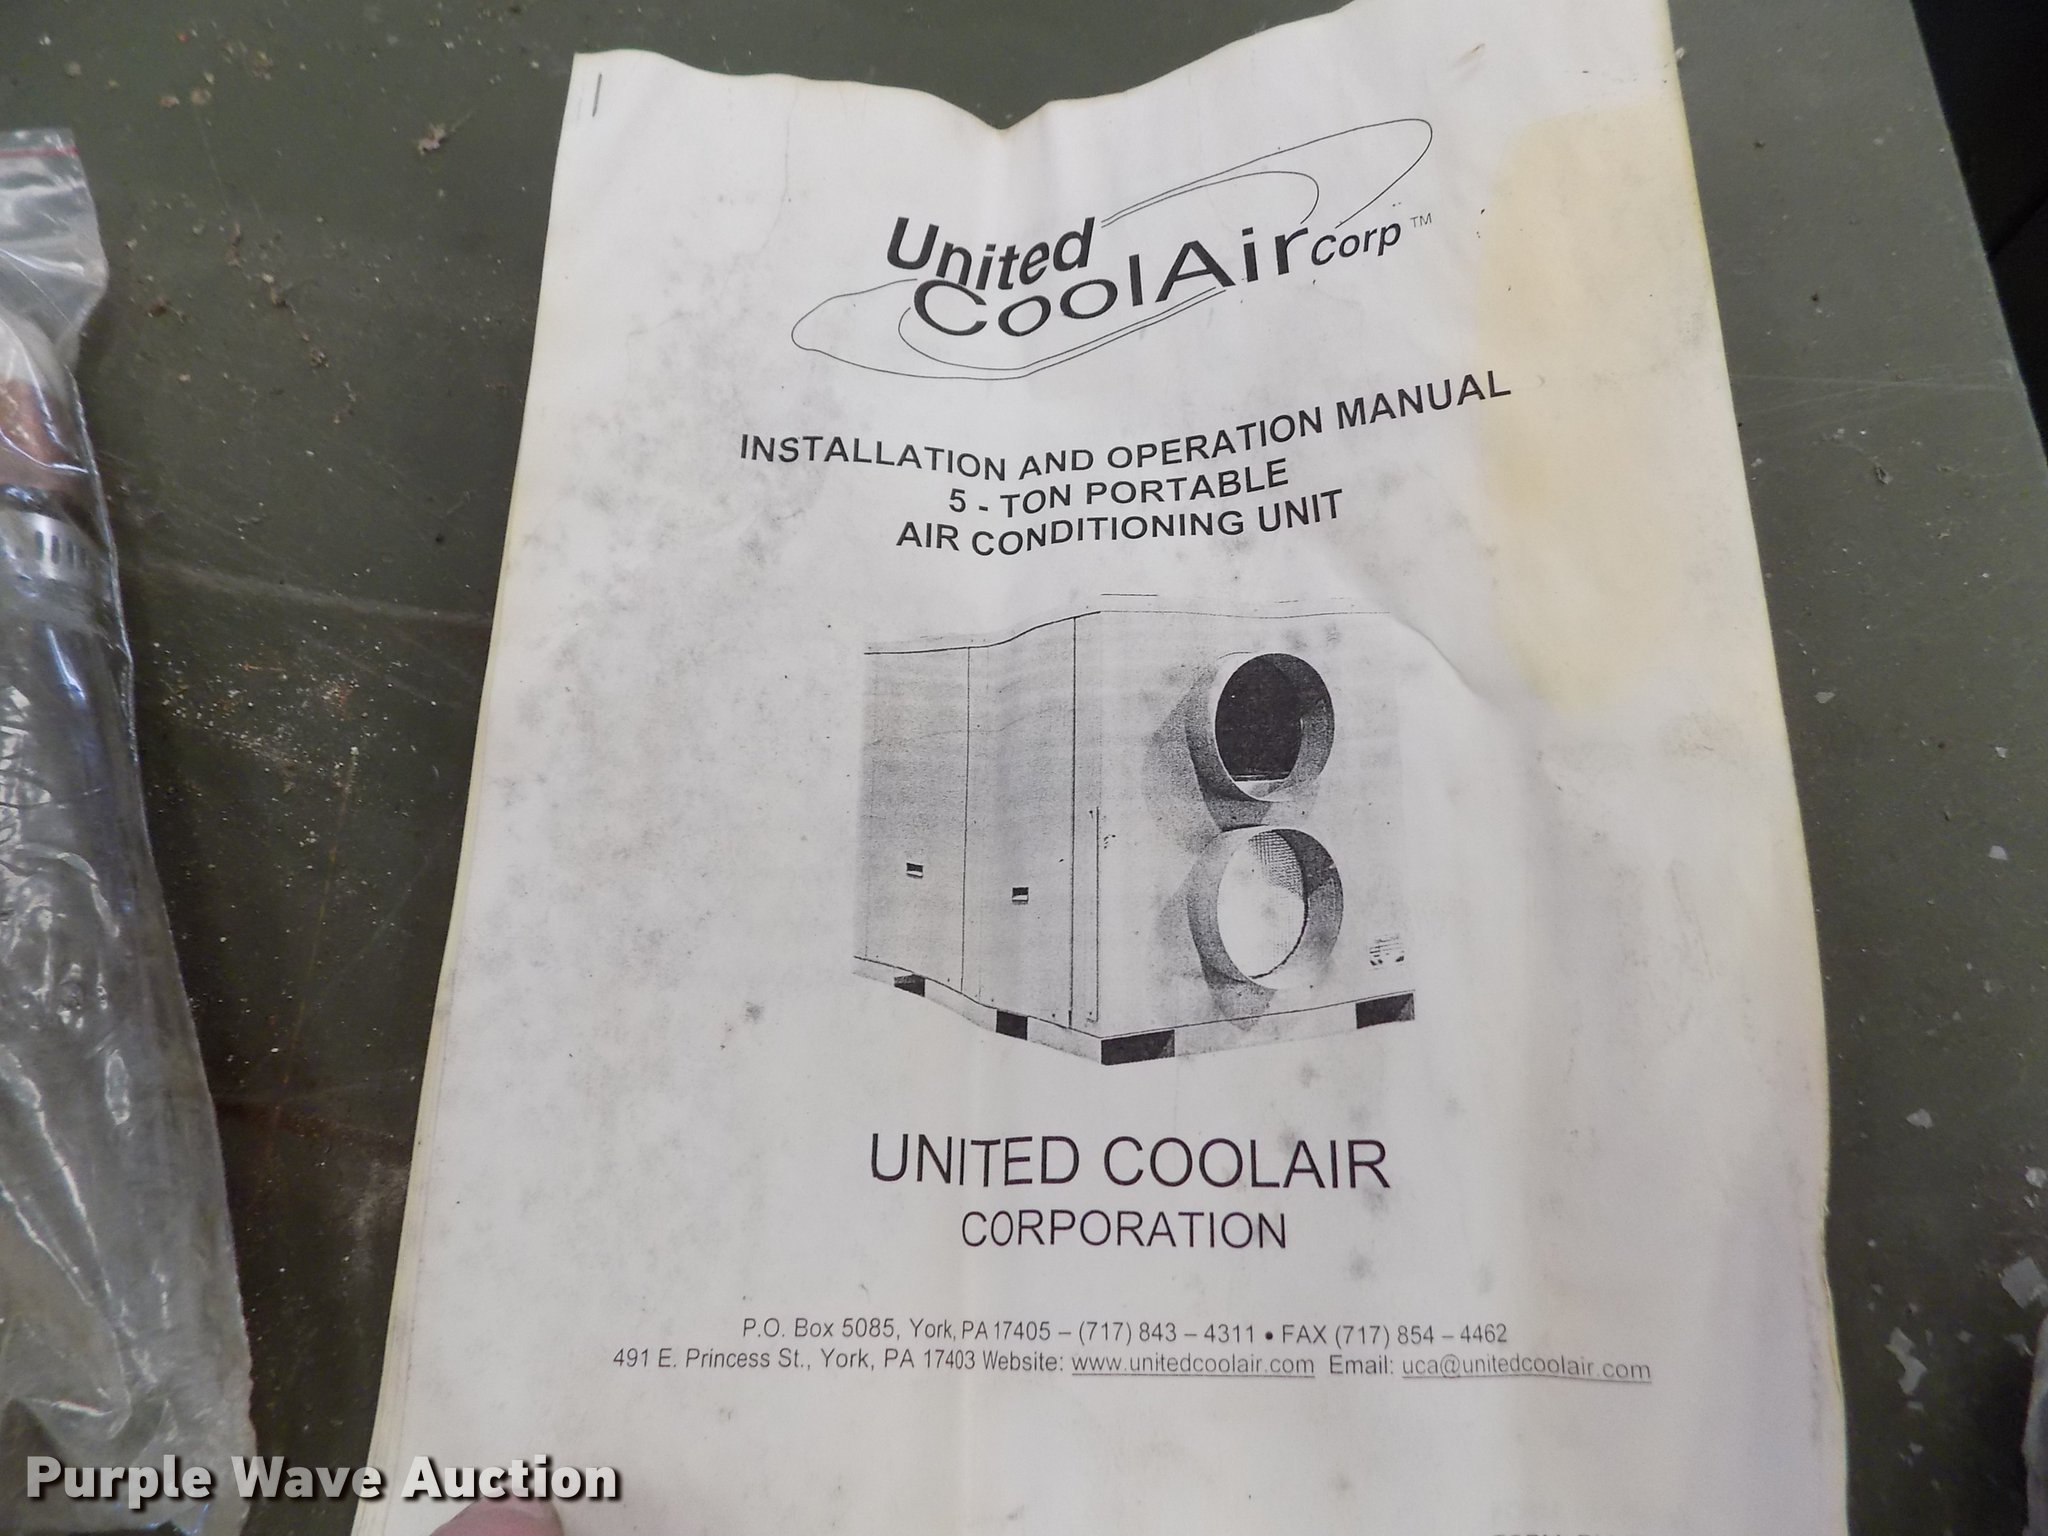 United
CoolAir corp™
INSTALLATION AND OPERATION MANUAL
5 - TON PORTABLE
AIR CONDITIONING UNIT
UNITED COOLAIR
CORPORATION
P.O. Box 5085, York, PA 17405 – (717) 843 – 4311 • FAX (717) 854 – 4462
491 E. Princess St., York, PA 17403 Website: www.unitedcoolair.com Email: uca@unitedcoolair.com
Purple Wave Auction